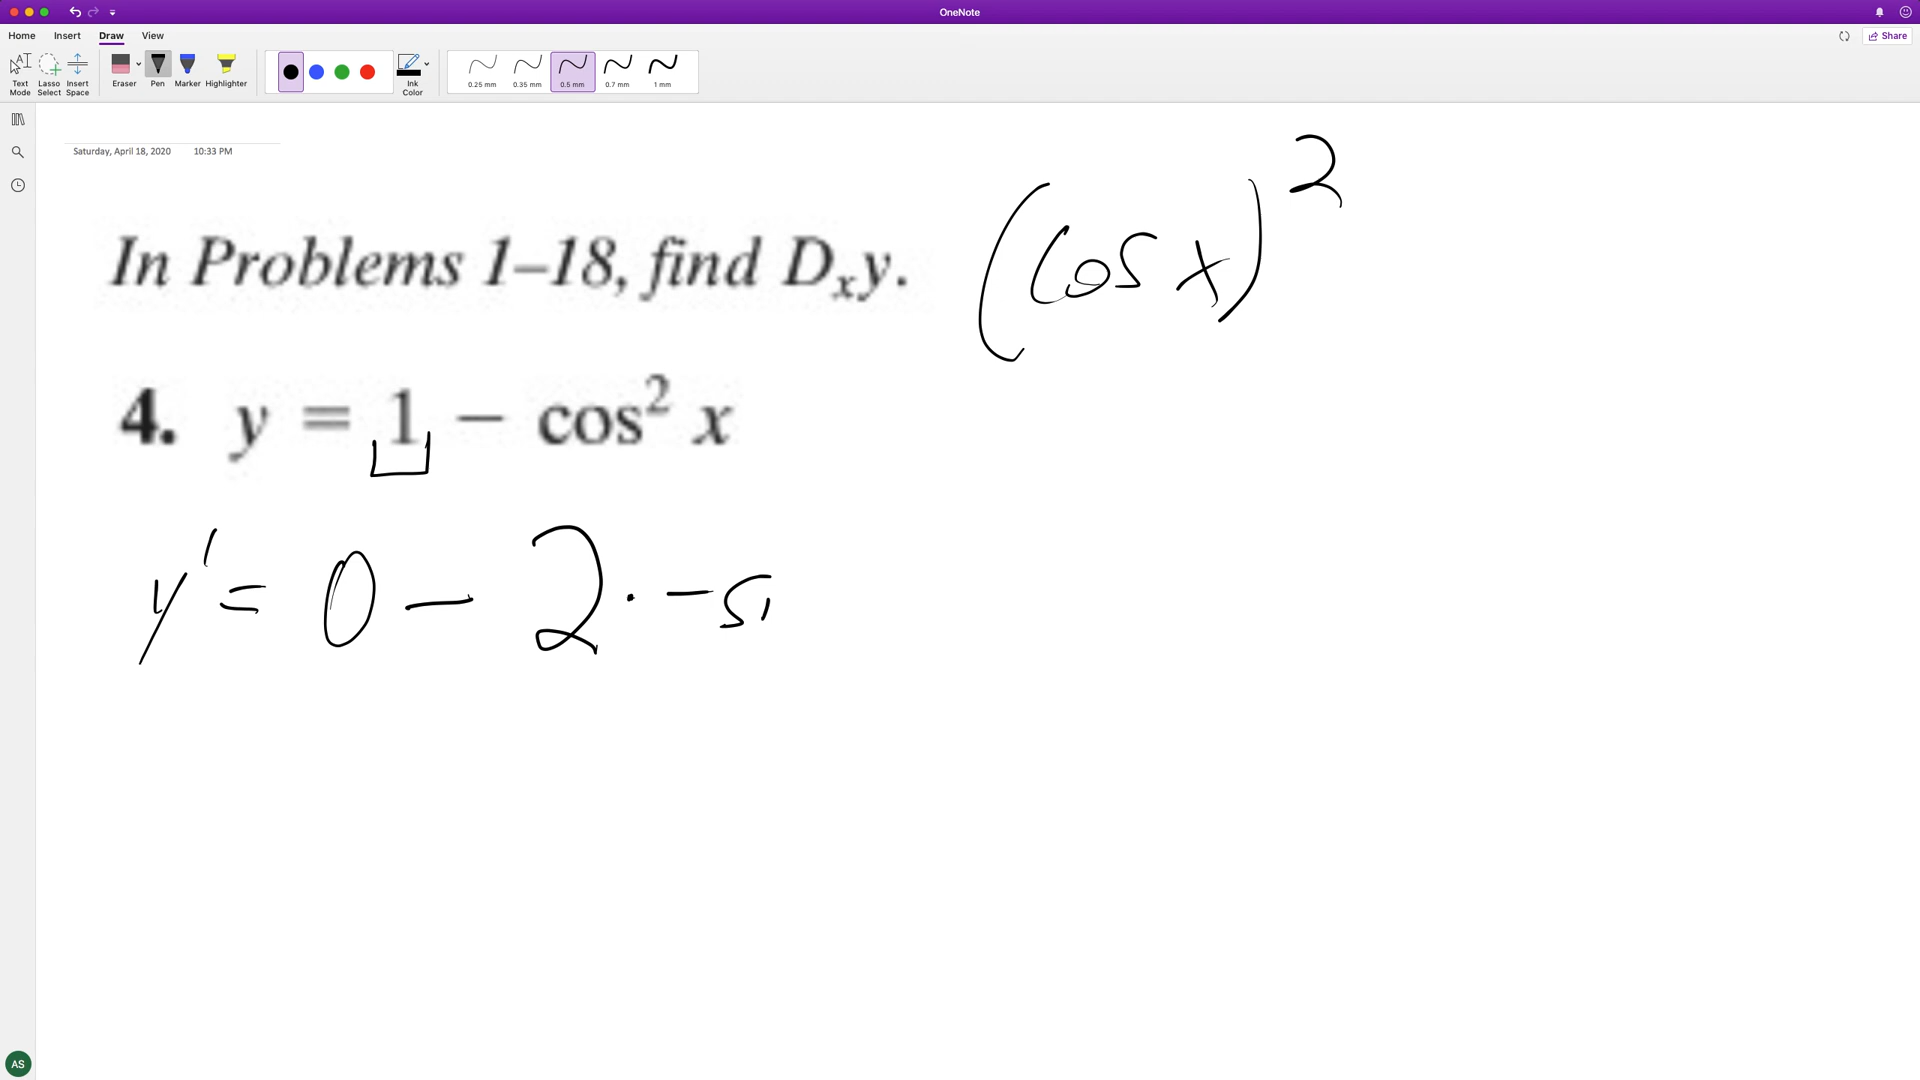 OneNote
Home Insert Draw View
Share
Text Mode
Lasso Select
Insert Space
Eraser
Pen
Marker
Highlighter
Ink Color
0.25 mm
0.35 mm
0.5 mm
0.7 mm
1 mm
Saturday, April 18, 2020 10:33 PM
(cos x)²
In Problems 1–18, find Dₓy.
4. y = 1 − cos² x
y' = 0 − 2 · −si
AS